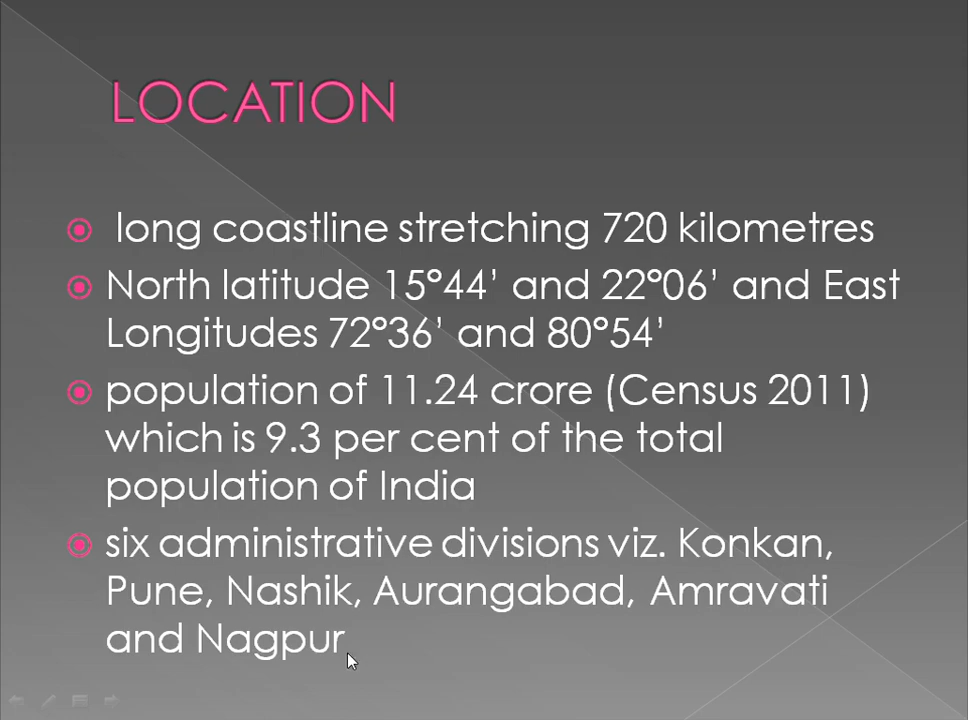 LOCATION
long coastline stretching 720 kilometres
North latitude 15°44’ and 22°06’ and East
Longitudes 72°36’ and 80°54’
population of 11.24 crore (Census 2011)
which is 9.3 per cent of the total
population of India
six administrative divisions viz. Konkan,
Pune, Nashik, Aurangabad, Amravati
and Nagpur